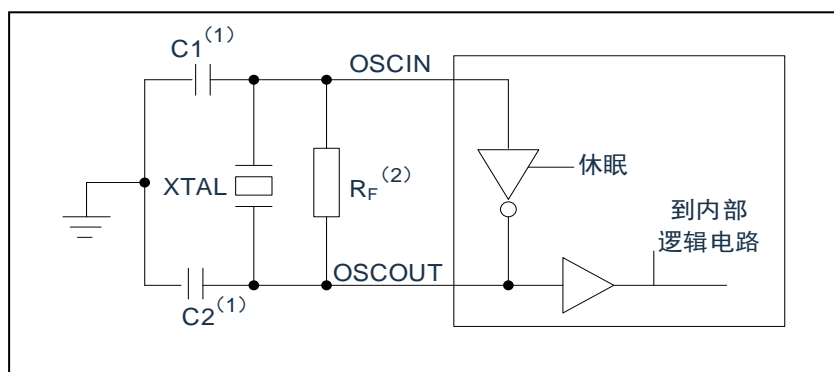 C1(1)
OSCIN
XTAL
RF(2)
休眠
到内部
逻辑电路
OSCOUT
C2(1)